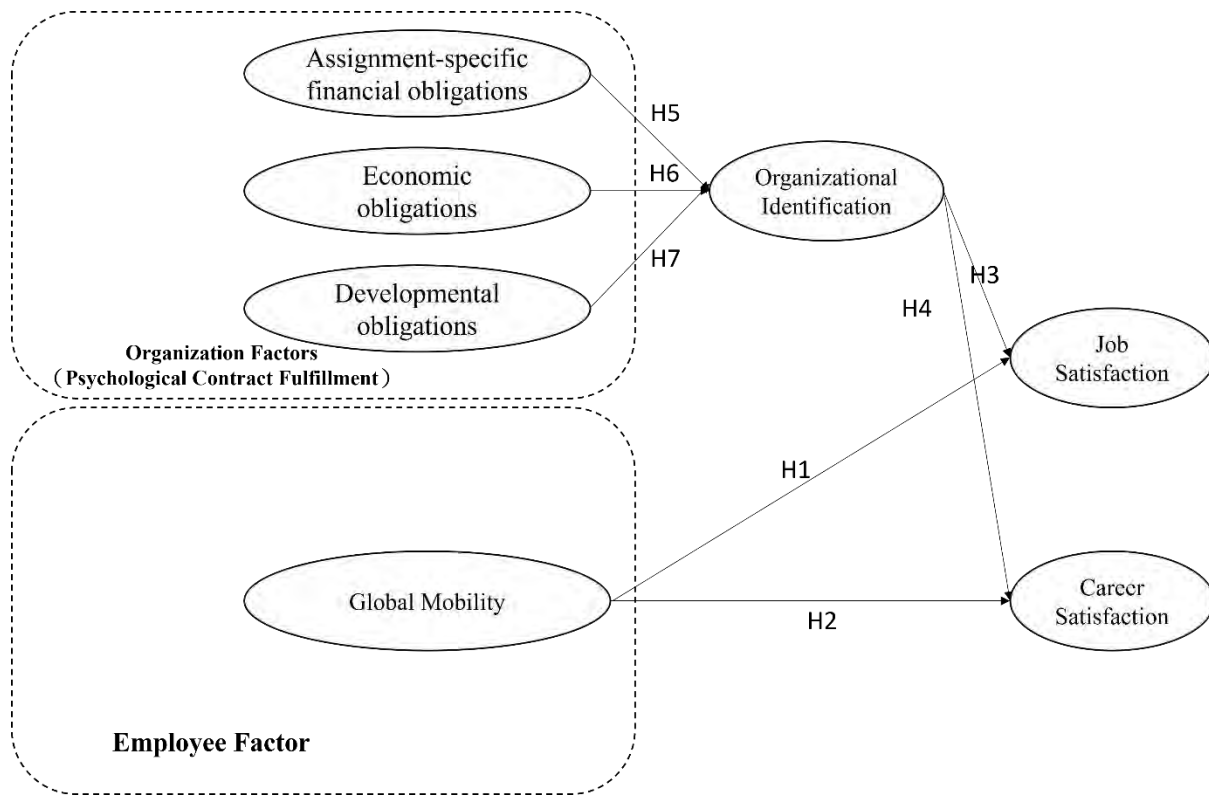 Assignment-specific
financial obligations
H5
Economic
obligations
H6
Organizational
Identification
H7
Developmental
obligations
H3
H4
Organization Factors
（Psychological Contract Fulfillment）
Job
Satisfaction
H1
Global Mobility
H2
Career
Satisfaction
Employee Factor